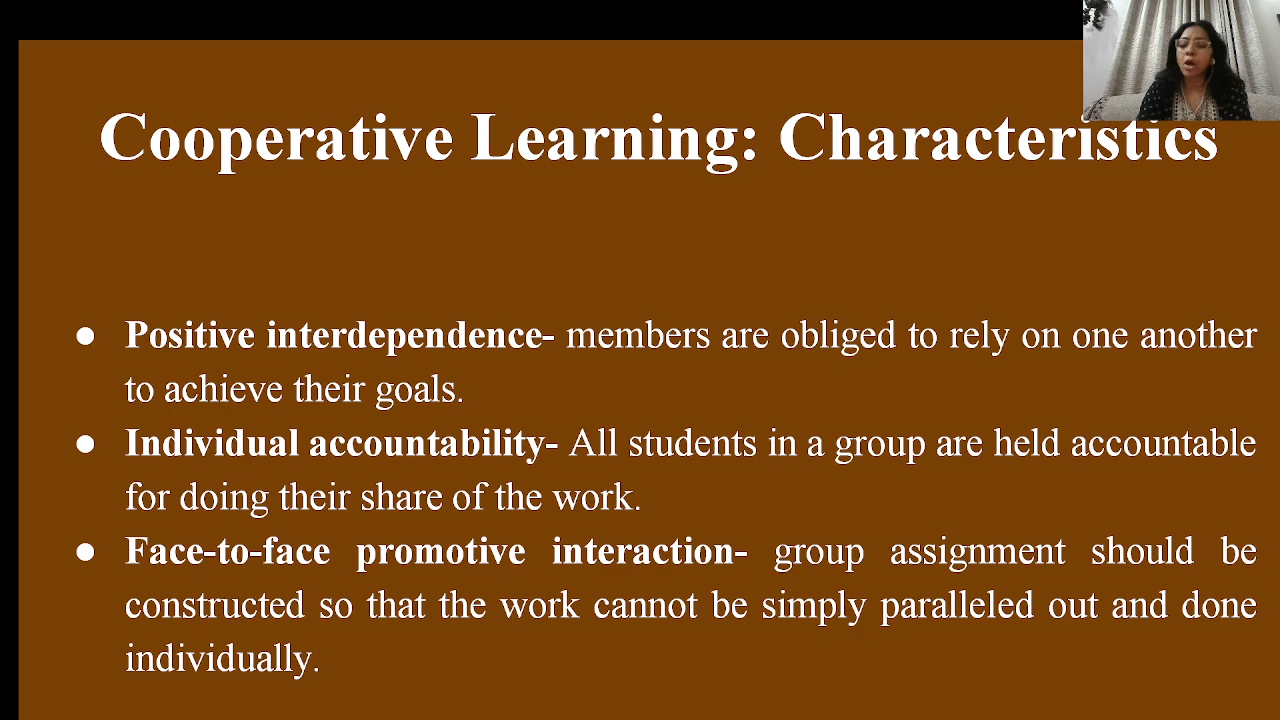 Cooperative Learning: Characteristics
● Positive interdependence- members are obliged to rely on one another
to achieve their goals.
● Individual accountability- All students in a group are held accountable
for doing their share of the work.
● Face-to-face promotive interaction- group assignment should be
constructed so that the work cannot be simply paralleled out and done
individually.